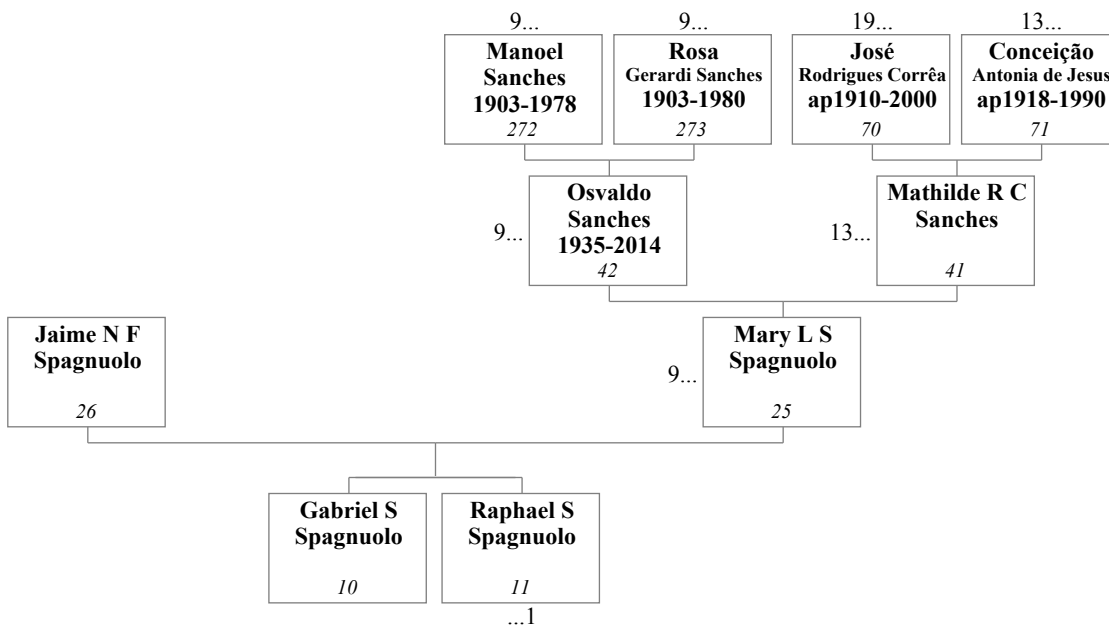 9...
9...
19...
13...
Manoel
Sanches
1903-1978
272
Rosa
Gerardi Sanches
1903-1980
273
José
Rodrigues Corrêa
ap1910-2000
70
Conceição
Antonia de Jesus
ap1918-1990
71
9...
Osvaldo
Sanches
1935-2014
42
13...
Mathilde R C
Sanches
41
Jaime N F
Spagnuolo
26
9...
Mary L S
Spagnuolo
25
Gabriel S
Spagnuolo
10
Raphael S
Spagnuolo
11
...1